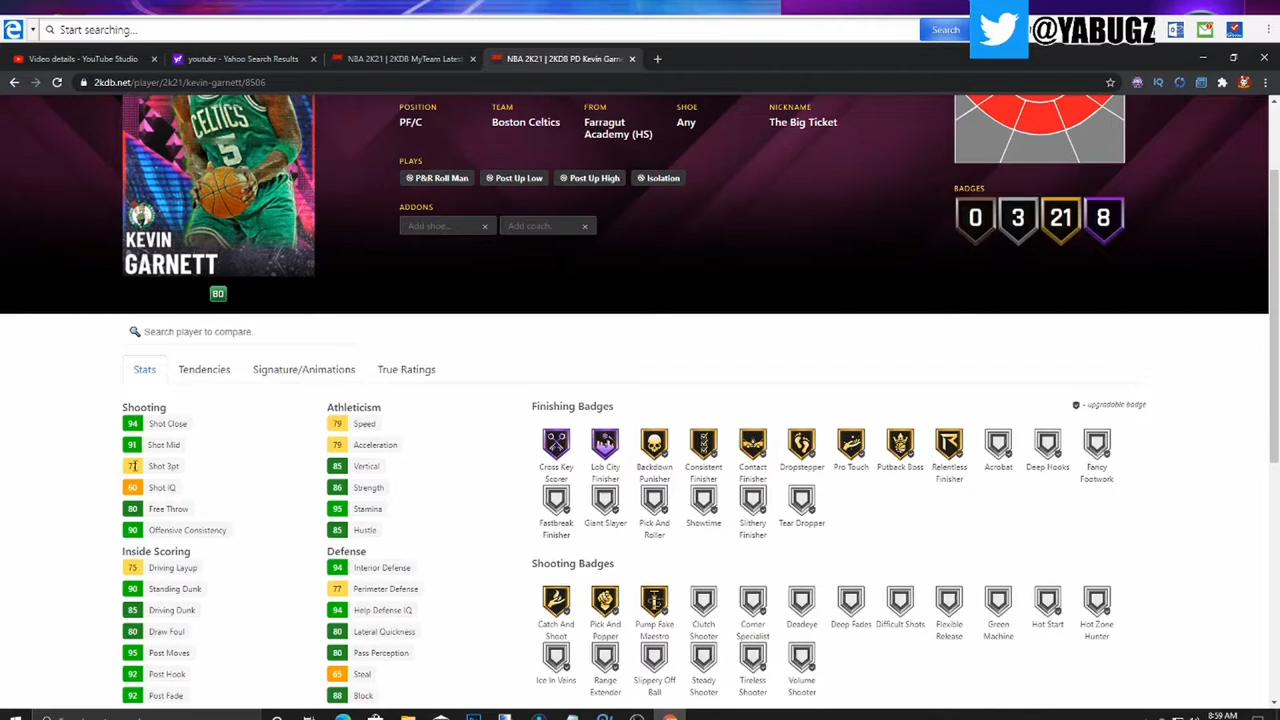 Start searching...
Search
@YABUGZ
Video details - YouTube Studio
youtubr - Yahoo Search Results
NBA 2K21 | 2KDB MyTeam Latest
NBA 2K21 | 2KDB PD Kevin Garn
2kdb.net/player/2k21/kevin-garnett/8506
CELTICS
5
KEVIN
GARNETT
80
POSITION
PF/C
TEAM
Boston Celtics
FROM
Farragut
Academy (HS)
SHOE
Any
NICKNAME
The Big Ticket
PLAYS
P&R Roll Man
Post Up Low
Post Up High
Isolation
ADDONS
Add shoe...
Add coach.
BADGES
0 3 21 8
Search player to compare..
Stats
Tendencies
Signature/Animations
True Ratings
Shooting
94 Shot Close
91 Shot Mid
Shot 3pt
60 Shot IQ
80 Free Throw
90 Offensive Consistency
Inside Scoring
75 Driving Layup
90 Standing Dunk
85 Driving Dunk
80 Draw Foul
95 Post Moves
92 Post Hook
92 Post Fade
Athleticism
79 Speed
79 Acceleration
85 Vertical
86 Strength
95 Stamina
85 Hustle
Defense
94 Interior Defense
77 Perimeter Defense
94 Help Defense IQ
80 Lateral Quickness
80 Pass Perception
65 Steal
88 Block
- upgradable badge
Finishing Badges
Cross Key
Scorer
Lob City
Finisher
Backdown
Punisher
Consistent
Finisher
Contact
Finisher
Dropstepper
Pro Touch
Putback Boss
Relentless
Finisher
Acrobat
Deep Hooks
Fancy
Footwork
Fastbreak
Finisher
Giant Slayer
Pick And
Roller
Showtime
Slithery
Finisher
Tear Dropper
Shooting Badges
Catch And
Shoot
Pick And
Popper
Pump Fake
Maestro
Clutch
Shooter
Corner
Specialist
Deadeye
Deep Fades
Difficult Shots
Flexible
Release
Green
Machine
Hot Start
Hot Zone
Hunter
Ice In Veins
Range
Extender
Slippery Off
Ball
Steady
Shooter
Tireless
Shooter
Volume
Shooter
8:59 AM